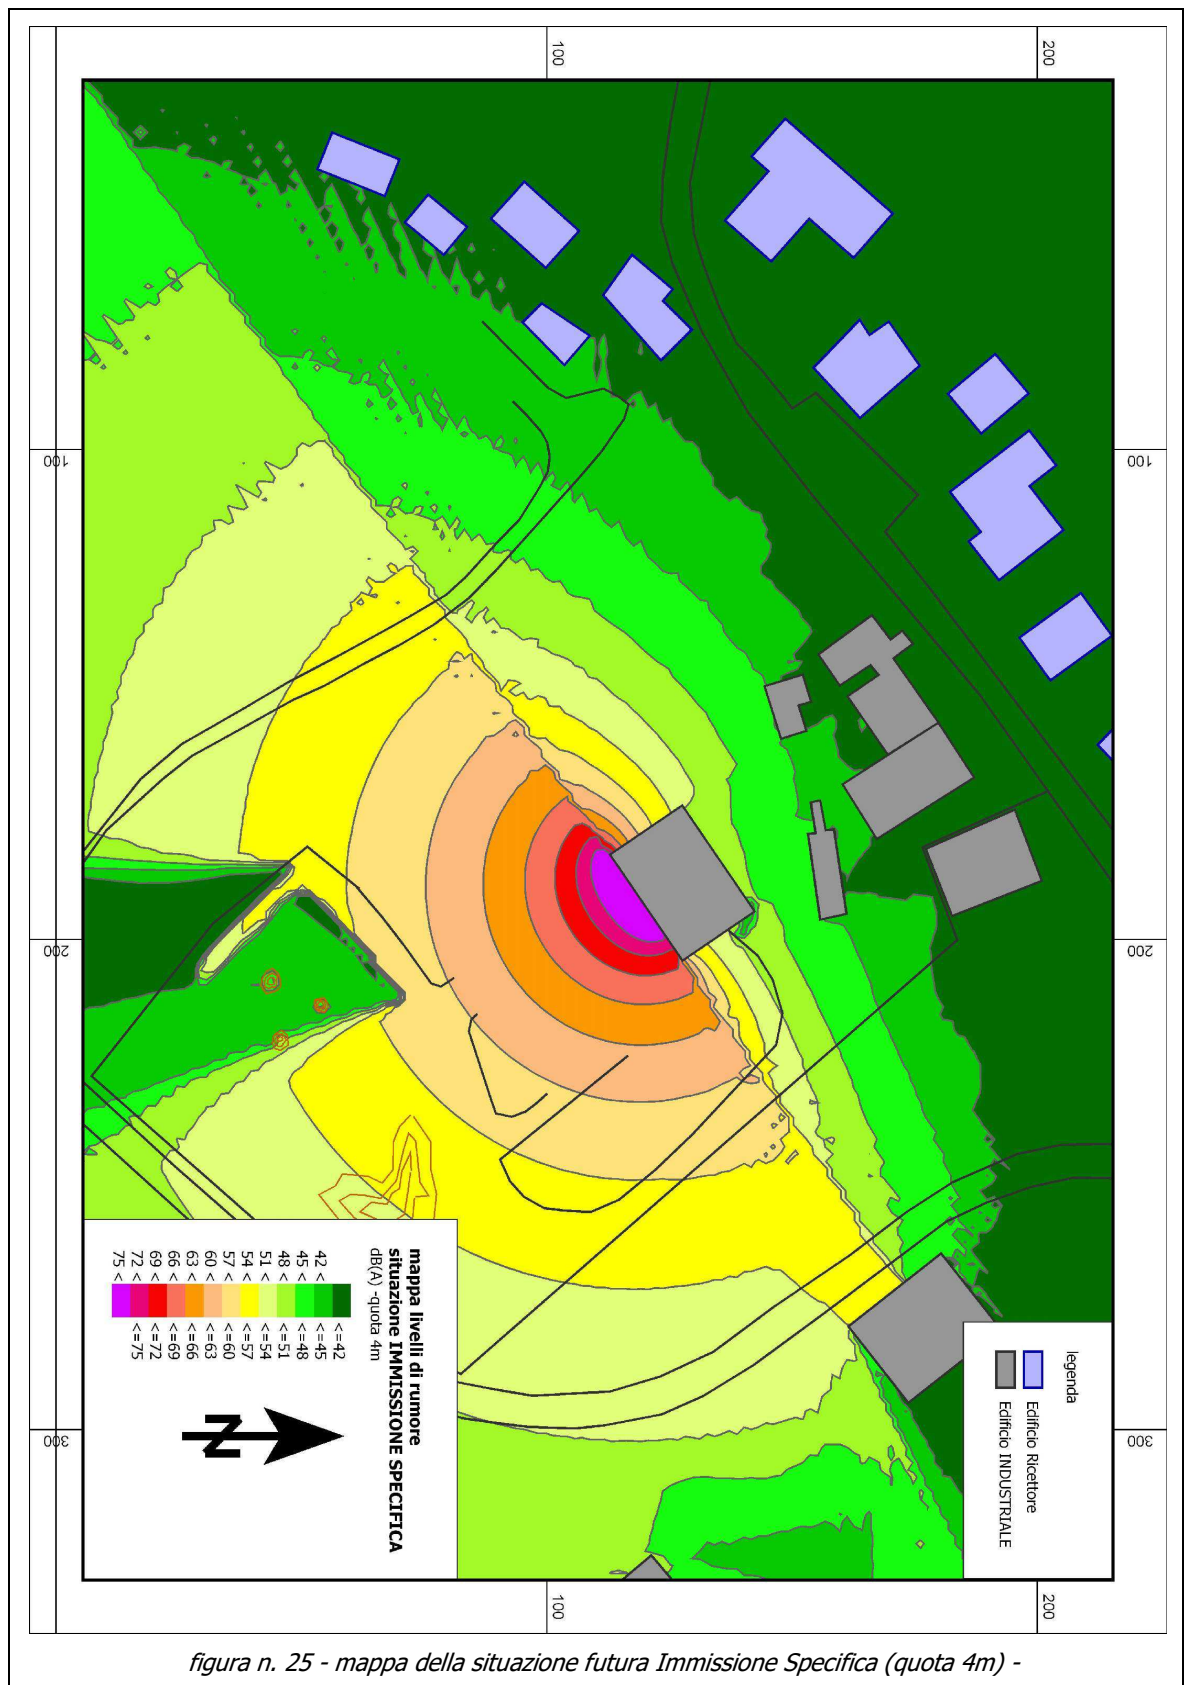 100
200
100
100
200
200
300
300
100
200
mappa livelli di rumore
situazione IMMISSIONE SPECIFICA
dB(A) -quota 4m
<=42
42 < <=45
45 < <=48
48 < <=51
51 < <=54
54 < <=57
57 < <=60
60 < <=63
63 < <=66
66 < <=69
69 < <=72
72 < <=75
75 <
N
legenda
Edificio Ricettore
Edificio INDUSTRIALE
figura n. 25 - mappa della situazione futura Immissione Specifica (quota 4m) -